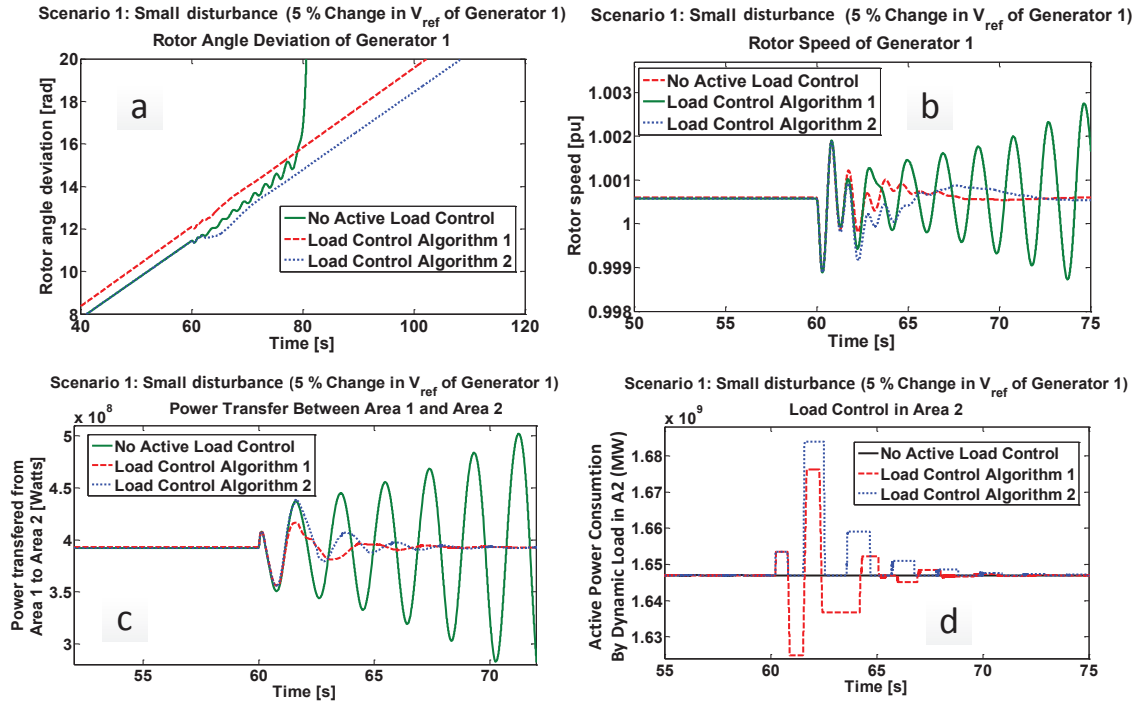 Scenario 1: Small disturbance (5 % Change in Vref of Generator 1)
Rotor Angle Deviation of Generator 1
Rotor angle deviation [rad]
20
18
16
14
12
10
8
a
No Active Load Control
Load Control Algorithm 1
Load Control Algorithm 2
40 60 80 100 120
Time [s]
Scenario 1: Small disturbance (5 % Change in Vref of Generator 1)
Rotor Speed of Generator 1
Rotor speed [pu]
1.003
1.002
1.001
1
0.999
0.998
No Active Load Control
Load Control Algorithm 1
Load Control Algorithm 2
b
50 55 60 65 70 75
Time [s]
Scenario 1: Small disturbance (5 % Change in Vref of Generator 1)
Power Transfer Between Area 1 and Area 2
x 10^8
Power transfered from
Area 1 to Area 2 [Watts]
5
4.5
4
3.5
3
No Active Load Control
Load Control Algorithm 1
Load Control Algorithm 2
c
55 60 65 70
Time [s]
Scenario 1: Small disturbance (5 % Change in Vref of Generator 1)
Load Control in Area 2
x 10^9
Active Power Consumtion
By Dynamic Load in A2 (MW)
1.68
1.67
1.66
1.65
1.64
1.63
No Active Load Control
Load Control Algorithm 1
Load Control Algorithm 2
d
55 60 65 70 75
Time [s]